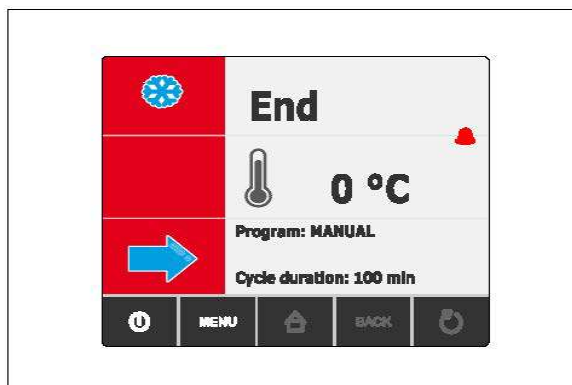 End
0 °C
Program: MANUAL
Cycle duration: 100 min
MENU
BACK